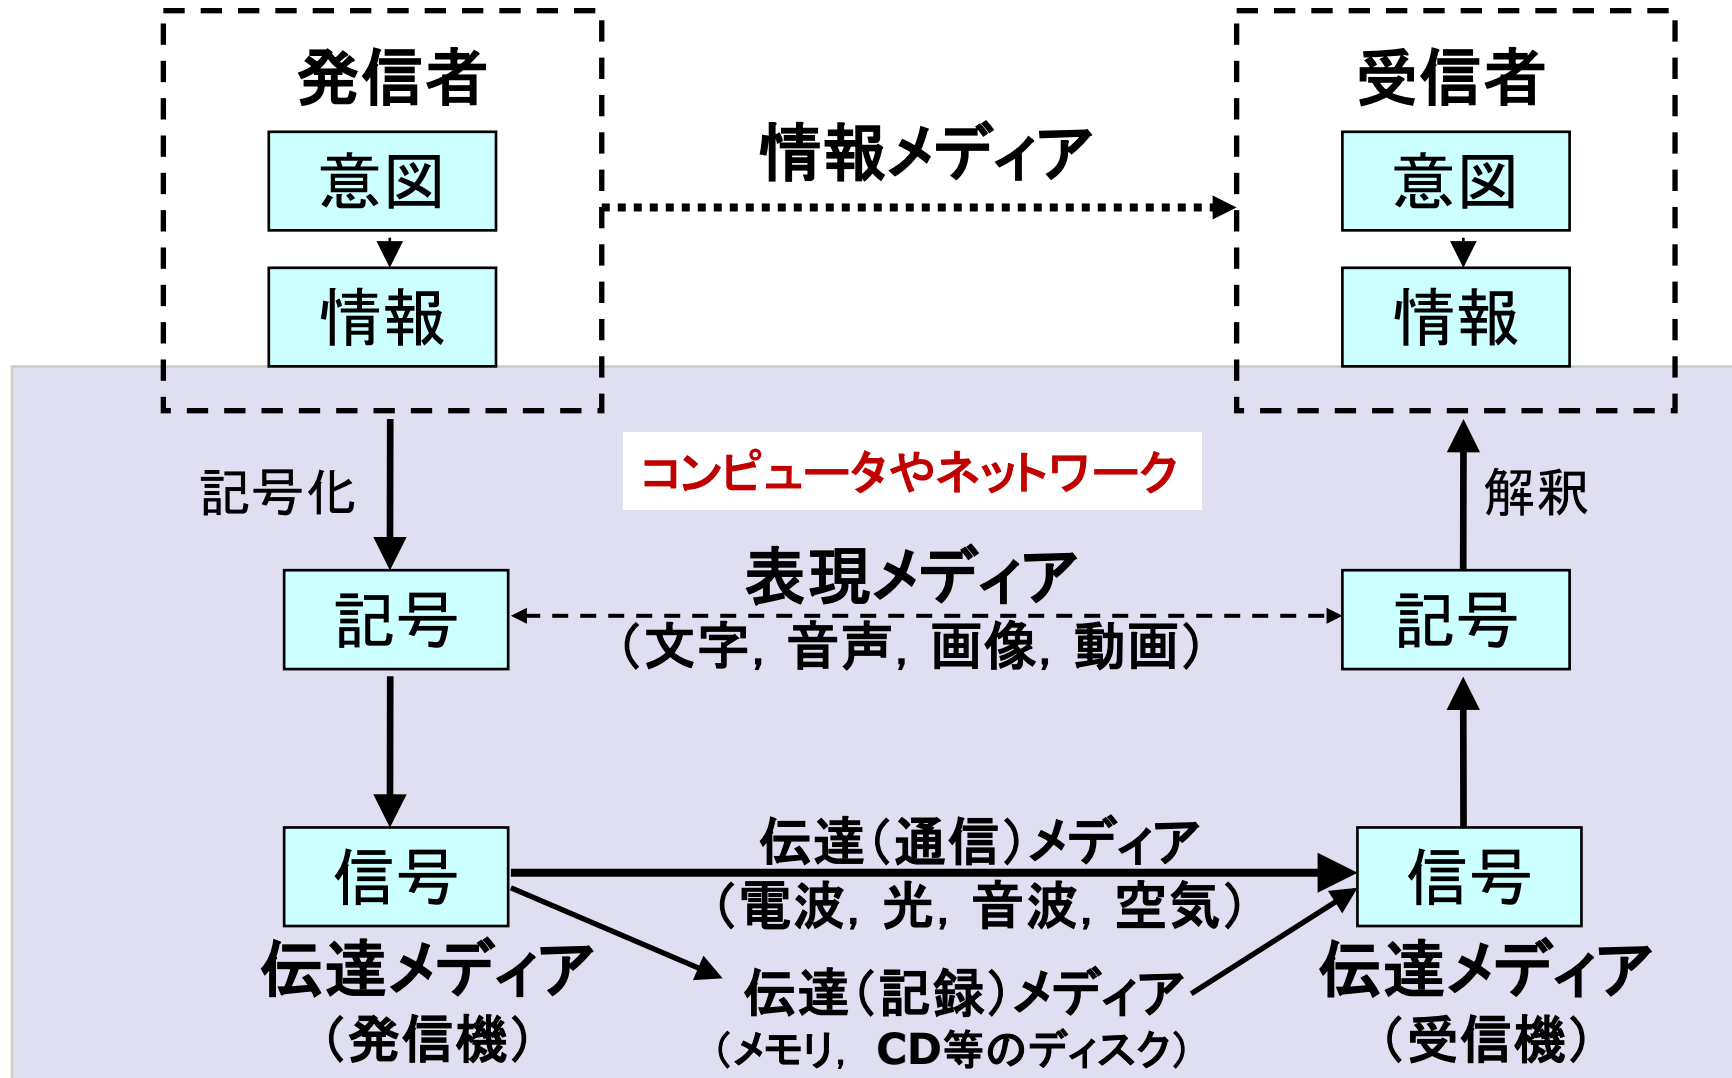 発信者
受信者
意図
情報メディア
意図
情報
情報
コンピュータやネットワーク
記号化
解釈
表現メディア
記号
(文字，音声，画像，動画)
記号
伝達(通信)メディア
信号
(電波，光，音波，空気)
信号
伝達メディア
(発信機)
伝達(記録)メディア
(メモリ，CD等のディスク)
伝達メディア
(受信機)